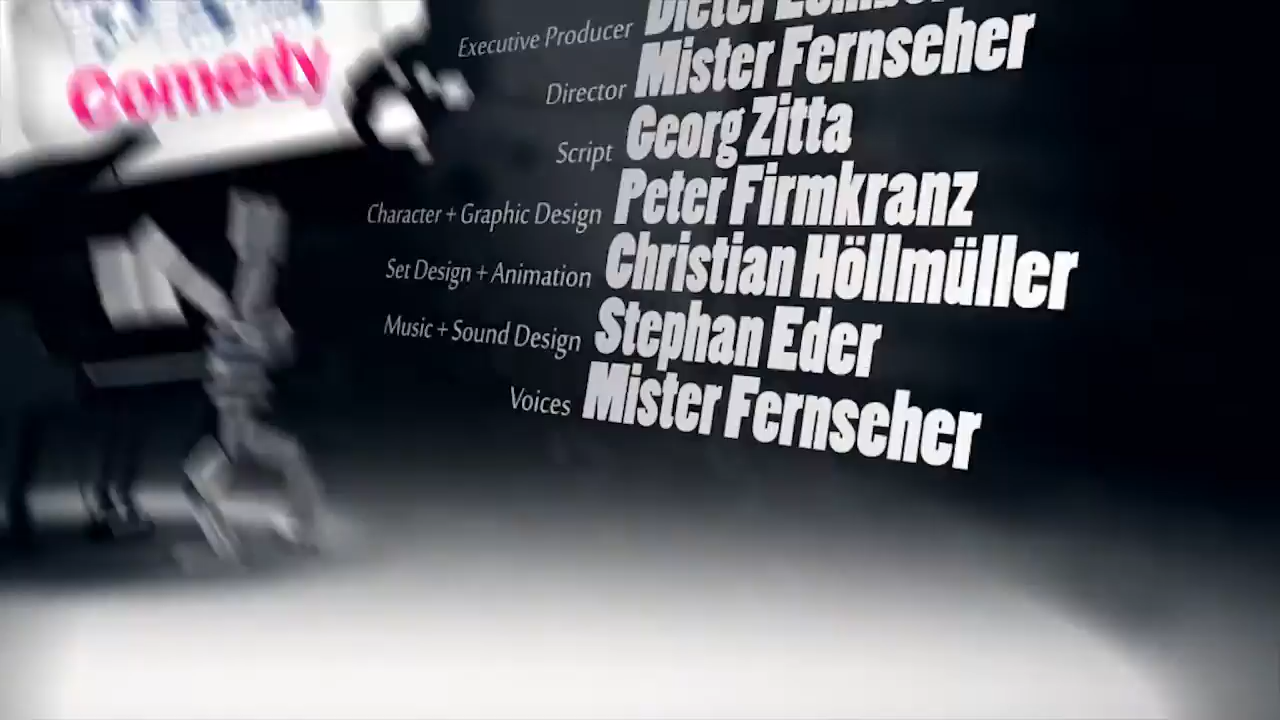 Comedy
Executive Producer Dieter
Director Mister Fernseher
Script Georg Zitta
Character + Graphic Design Peter Firmkranz
Set Design + Animation Christian Höllmüller
Music + Sound Design Stephan Eder
Voices Mister Fernseher